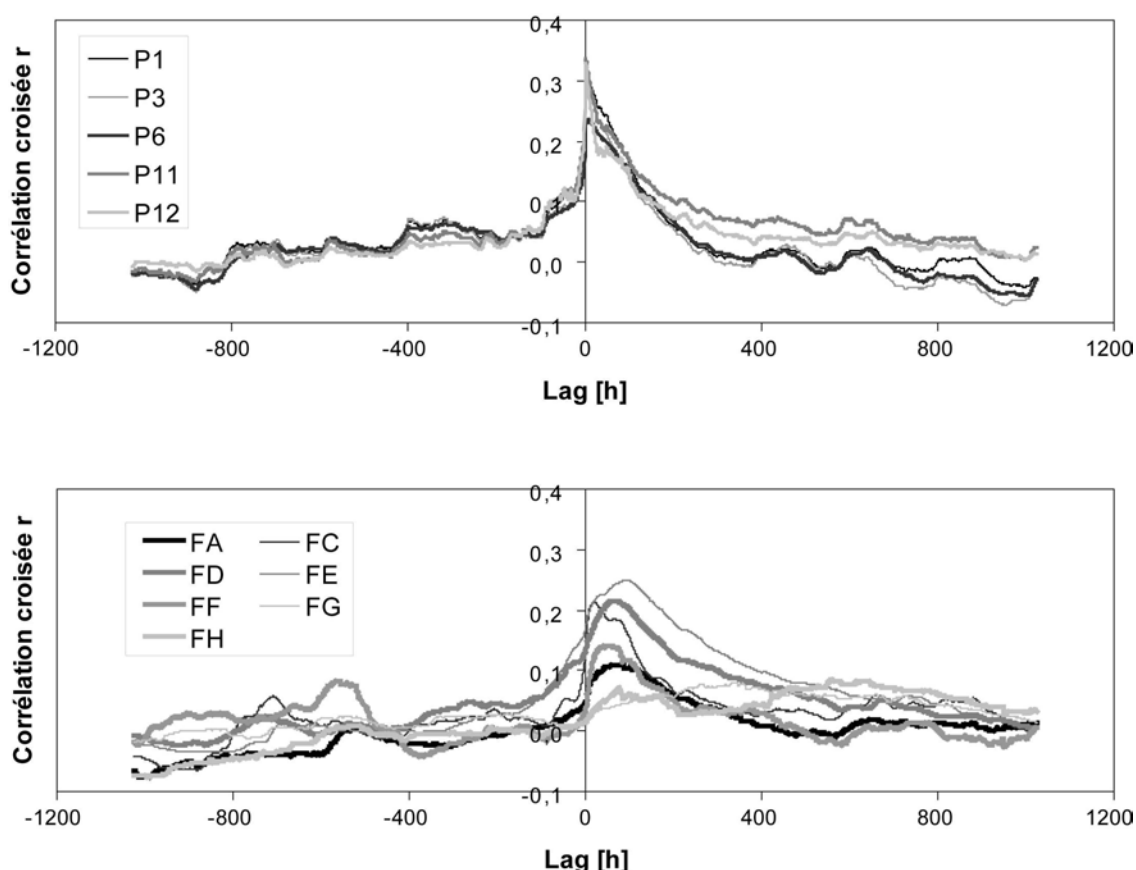 Corrélation croisée r
0,4
0,3
0,2
0,1
0,0
-0,1
P1
P3
P6
P11
P12
-1200 -800 -400 0 400 800 1200
Lag [h]
Corrélation croisée r
0,4
0,3
0,2
0,1
0,0
-0,1
FA FC
FD FE
FF FG
FH
-1200 -800 -400 0 400 800 1200
Lag [h]